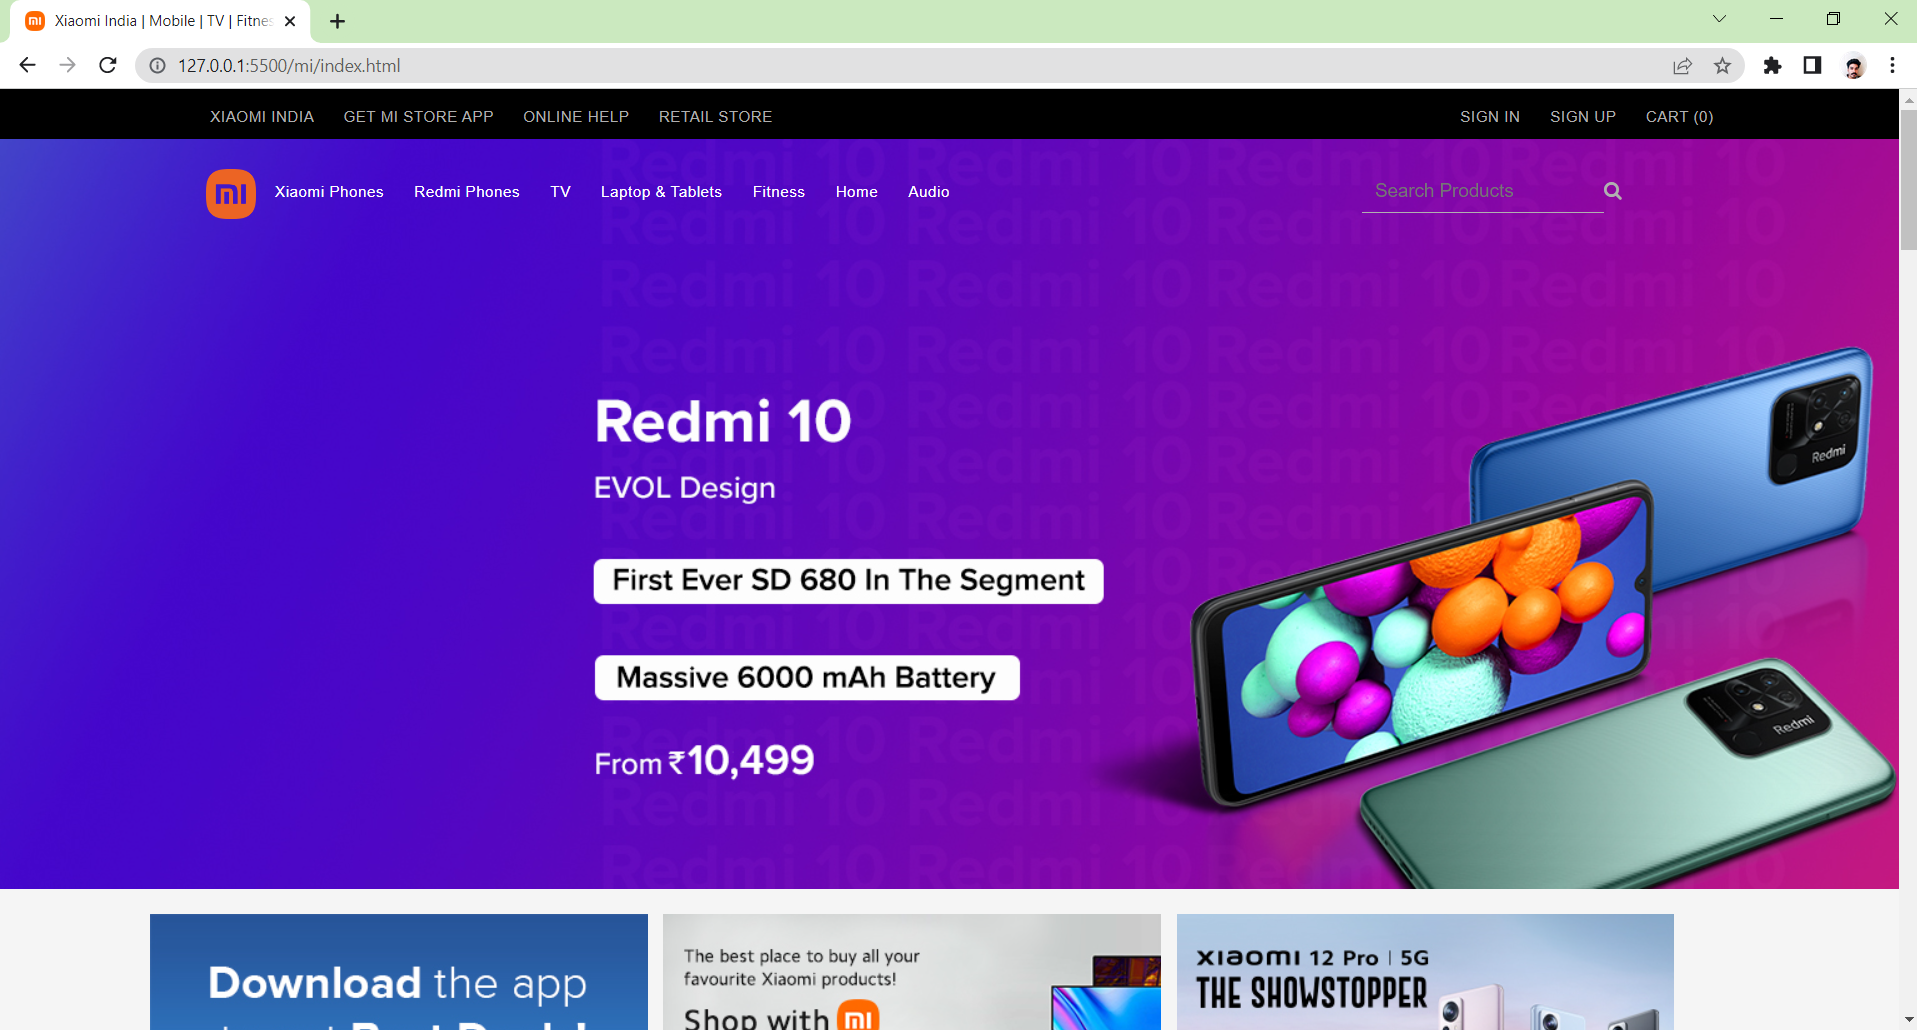 Xiaomi India | Mobile | TV | Fitnes
127.0.0.1:5500/mi/index.html
XIAOMI INDIA GET MI STORE APP ONLINE HELP RETAIL STORE SIGN IN SIGN UP CART (0)
mi Xiaomi Phones Redmi Phones TV Laptop & Tablets Fitness Home Audio Search Products
Redmi 10
EVOL Design
First Ever SD 680 In The Segment
Massive 6000 mAh Battery
From ₹10,499
Redmi
Redmi
Download the app
The best place to buy all your
favourite Xiaomi products!
Shop with mi
XIAOMI 12 Pro | 5G
THE SHOWSTOPPER